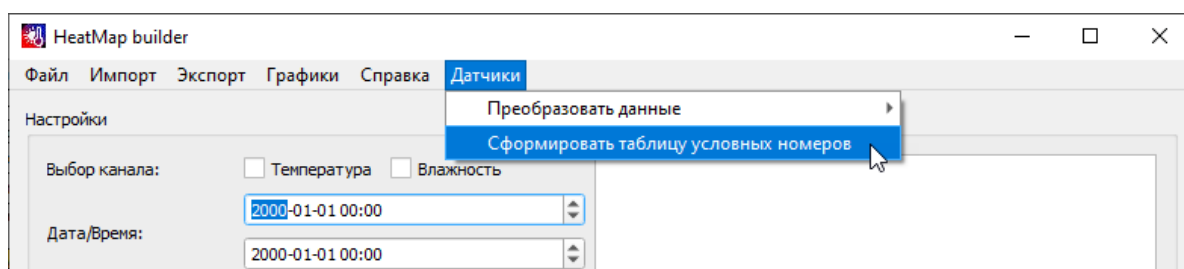 HeatMap builder
Файл Импорт Экспорт Графики Справка Датчики
Преобразовать данные
Настройки
Сформировать таблицу условных номеров
Выбор канала: Температура Влажность
2000-01-01 00:00
Дата/Время:
2000-01-01 00:00